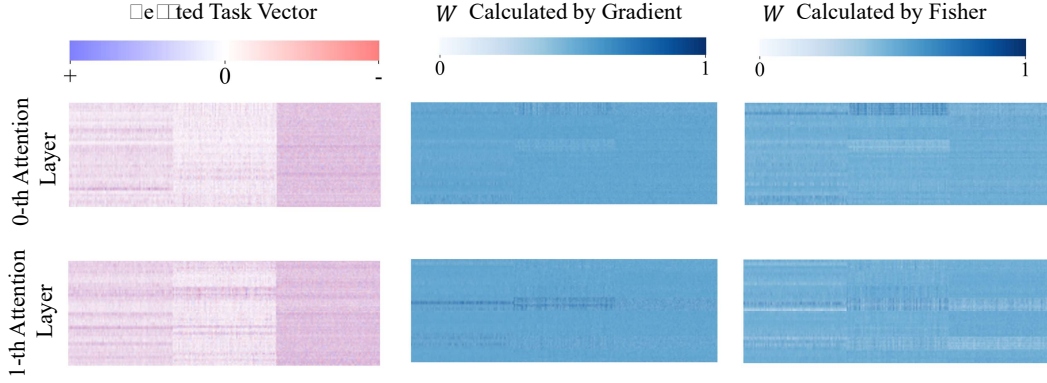 Task Vector
W Calculated by Gradient
W Calculated by Fisher
+ 0 -
0 1
0 1
0-th Attention
Layer
1-th Attention
Layer